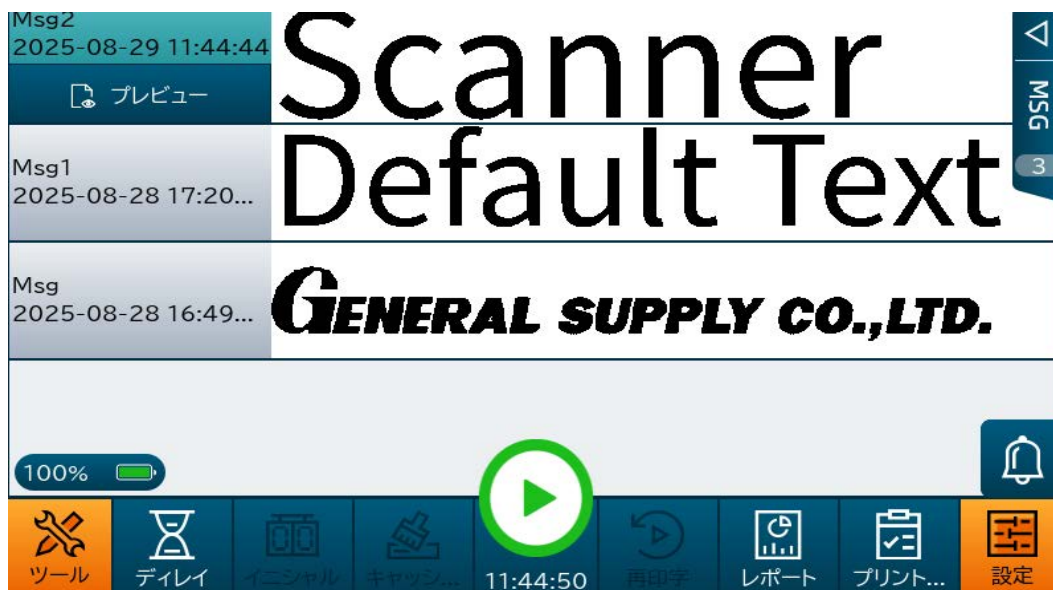 Msg2
2025-08-29 11:44:44
プレビュー
Scanner
Msg1
2025-08-28 17:20...
Default Text
Msg
2025-08-28 16:49...
GENERAL SUPPLY CO.,LTD.
MSG
3
100%
ツール
ディレイ
イニシャル
キャッシ...
11:44:50
再印字
レポート
プリント...
設定